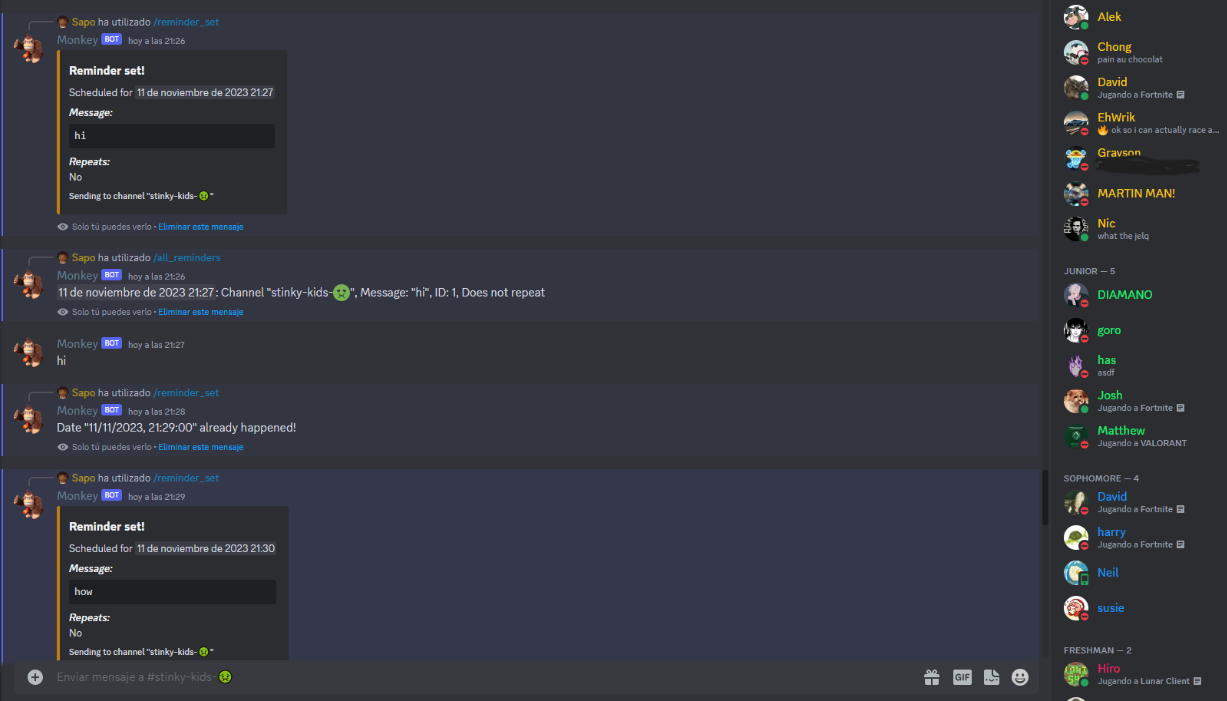 Sapo ha utilizado /reminder_set
Monkey BOT hoy a las 21:26
Reminder set!
Scheduled for 11 de noviembre de 2023 21:27
Message:
hi
Repeats:
No
Sending to channel "stinky-kids-🤢"
Solo tú puedes verlo • Eliminar este mensaje
Sapo ha utilizado /all_reminders
Monkey BOT hoy a las 21:26
11 de noviembre de 2023 21:27: Channel "stinky-kids-🤢", Message: "hi", ID: 1, Does not repeat
Solo tú puedes verlo • Eliminar este mensaje
Monkey BOT hoy a las 21:27
hi
Sapo ha utilizado /reminder_set
Monkey BOT hoy a las 21:28
Date "11/11/2023, 21:29:00" already happened!
Solo tú puedes verlo • Eliminar este mensaje
Sapo ha utilizado /reminder_set
Monkey BOT hoy a las 21:29
Reminder set!
Scheduled for 11 de noviembre de 2023 21:30
Message:
how
Repeats:
No
Sending to channel "stinky-kids-🤢"
Enviar mensaje a #stinky-kids-🤢
GIF
Alek
Chong
pain au chocolat
David
Jugando a Fortnite
EhWrik
🔥 ok so i can actually race a...
Grayson
MARTIN MAN!
Nic
what the jelq
JUNIOR — 5
DIAMANO
goro
has
asdf
Josh
Jugando a Fortnite
Matthew
Jugando a VALORANT
SOPHOMORE — 4
David
Jugando a Fortnite
harry
Jugando a Fortnite
Neil
susie
FRESHMAN — 2
Hiro
Jugando a Lunar Client